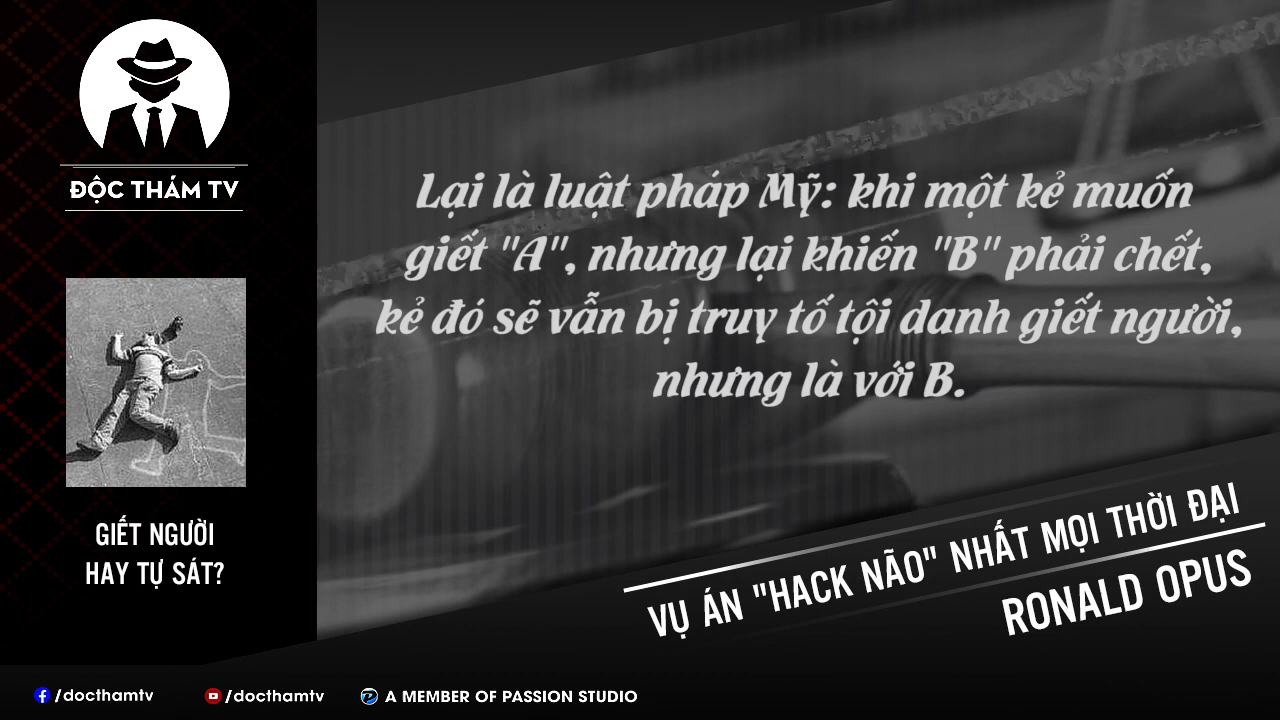 ĐỘC THÁM TV
GIẾT NGƯỜI
HAY TỰ SÁT?
Lại là luật pháp Mỹ: khi một kẻ muốn
giết "A", nhưng lại khiến "B" phải chết,
kẻ đó sẽ vẫn bị truy tố tội danh giết người,
nhưng là với B.
VỤ ÁN "HACK NÃO" NHẤT MỌI THỜI ĐẠI
RONALD OPUS
/docthamtv
/docthamtv
A MEMBER OF PASSION STUDIO